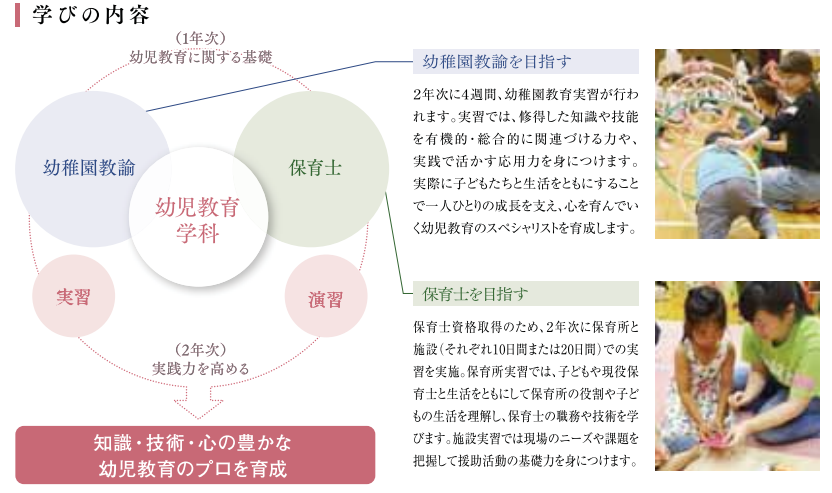 学びの内容
（1年次）
幼児教育に関する基礎
幼稚園教諭
保育士
幼児教育
学科
実習
演習
（2年次）
実践力を高める
知識・技術・心の豊かな
幼児教育のプロを育成
幼稚園教諭を目指す
2年次に4週間、幼稚園教育実習が行わ
れます。実習では、修得した知識や技能
を有機的・総合的に関連づける力や、
実践で活かす応用力を身につけます。
実際に子どもたちと生活をともにすること
で一人ひとりの成長を支え、心を育んでい
く幼児教育のスペシャリストを育成します。
保育士を目指す
保育士資格取得のため、2年次に保育所と
施設（それぞれ10日間または20日間）での実
習を実施。保育所実習では、子どもや現役保
育士と生活をともにして保育所の役割や子ど
もの生活を理解し、保育士の職務や技術を学
びます。施設実習では現場のニーズや課題を
把握して援助活動の基礎力を身につけます。